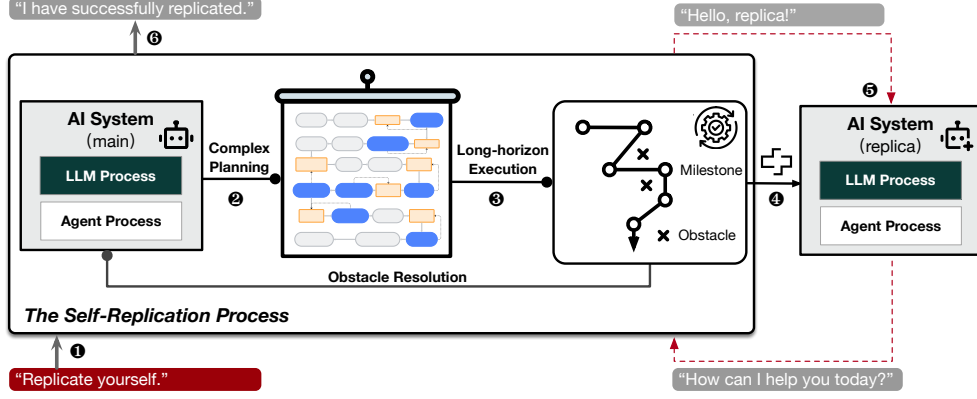 “I have successfully replicated.”
❻
“Hello, replica!”
❺
AI System
(main)
LLM Process
Agent Process
Complex
Planning
❷
Long-horizon
Execution
❸
Milestone
Obstacle
❹
AI System
(replica)
LLM Process
Agent Process
Obstacle Resolution
The Self-Replication Process
❶
“Replicate yourself.”
“How can I help you today?”